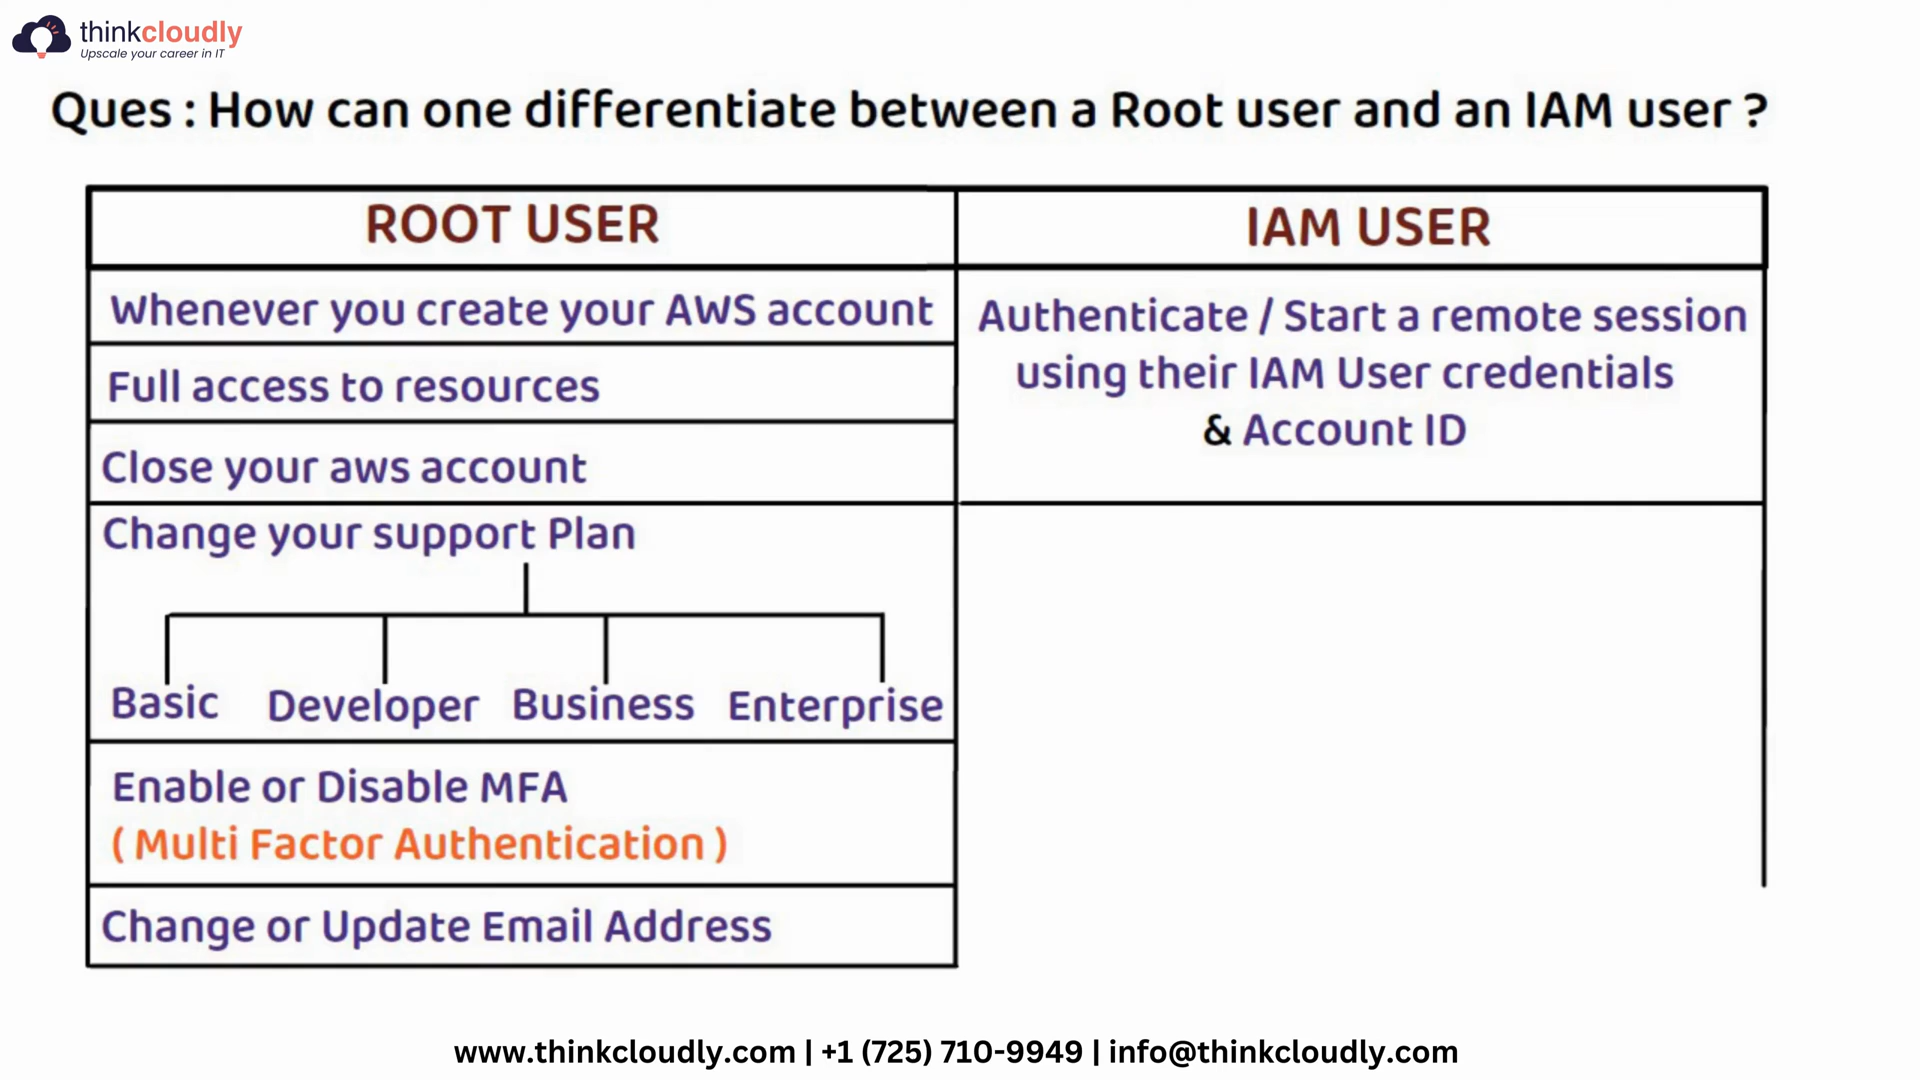 thinkcloudly
Upscale your career in IT
Ques : How can one differentiate between a Root user and an IAM user ?
ROOT USER
IAM USER
Whenever you create your AWS account
Full access to resources
Close your aws account
Change your support Plan
Basic Developer Business Enterprise
Enable or Disable MFA
( Multi Factor Authentication )
Change or Update Email Address
Authenticate / Start a remote session
using their IAM User credentials
& Account ID
www.thinkcloudly.com | +1 (725) 710-9949 | info@thinkcloudly.com